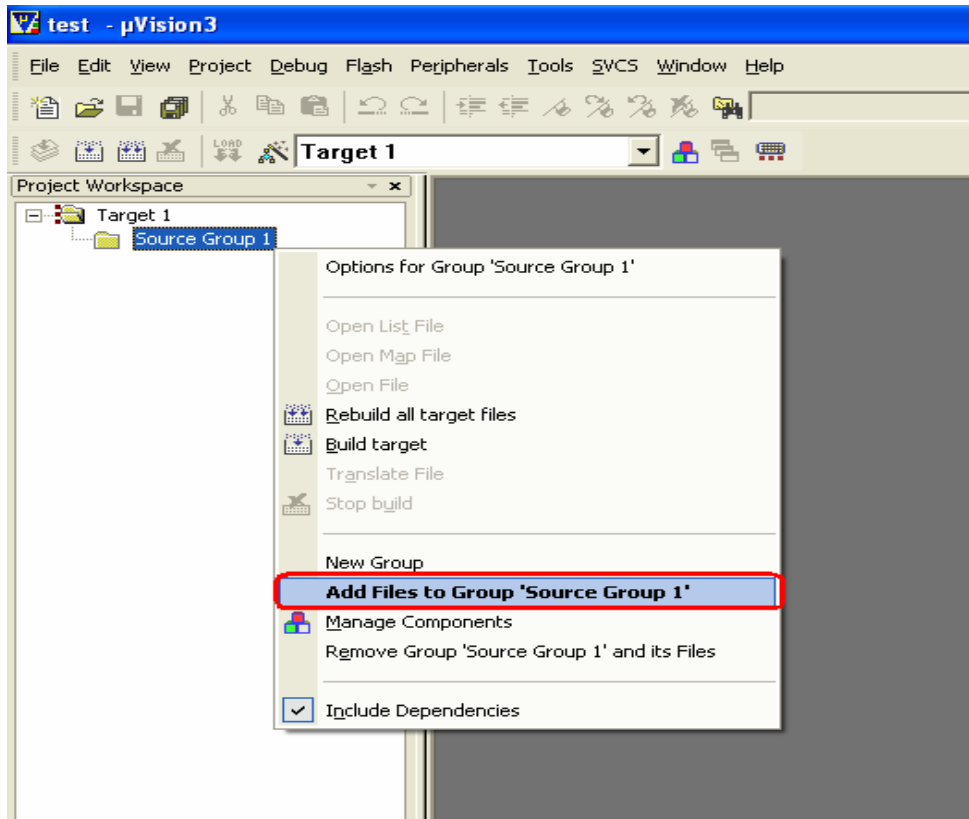 test - µVision3
File Edit View Project Debug Flash Peripherals Tools SVCS Window Help
LOAD Target 1
Project Workspace
Target 1
Source Group 1
Options for Group 'Source Group 1'
Open List File
Open Map File
Open File
Rebuild all target files
Build target
Translate File
Stop build
New Group
Add Files to Group 'Source Group 1'
Manage Components
Remove Group 'Source Group 1' and its Files
Include Dependencies